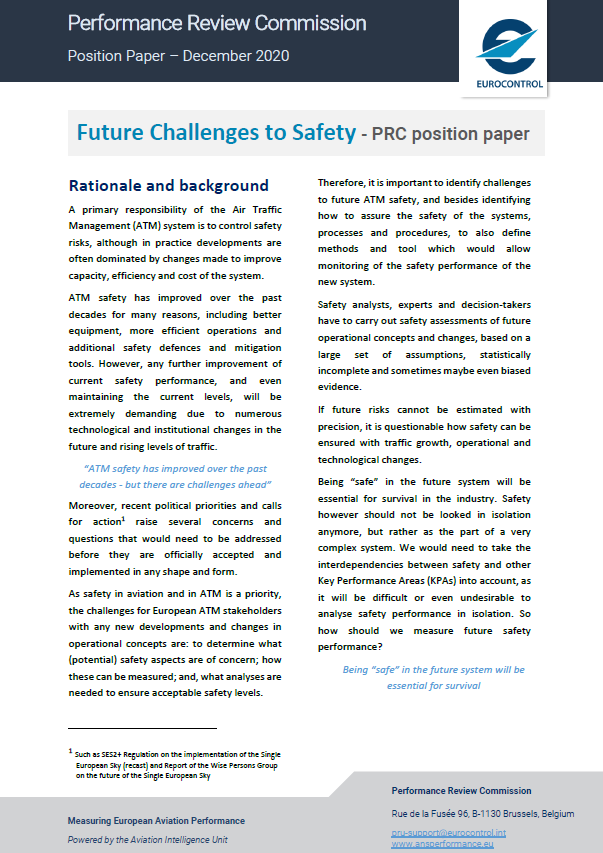 Performance Review Commission
Position Paper – December 2020
EUROCONTROL
Future Challenges to Safety - PRC position paper
Rationale and background
A primary responsibility of the Air Traffic
Management (ATM) system is to control safety
risks, although in practice developments are
often dominated by changes made to improve
capacity, efficiency and cost of the system.
ATM safety has improved over the past
decades for many reasons, including better
equipment, more efficient operations and
additional safety defences and mitigation
tools. However, any further improvement of
current safety performance, and even
maintaining the current levels, will be
extremely demanding due to numerous
technological and institutional changes in the
future and rising levels of traffic.
“ATM safety has improved over the past
decades - but there are challenges ahead”
Moreover, recent political priorities and calls
for action1 raise several concerns and
questions that would need to be addressed
before they are officially accepted and
implemented in any shape and form.
As safety in aviation and in ATM is a priority,
the challenges for European ATM stakeholders
with any new developments and changes in
operational concepts are: to determine what
(potential) safety aspects are of concern; how
these can be measured; and, what analyses are
needed to ensure acceptable safety levels.
Therefore, it is important to identify challenges
to future ATM safety, and besides identifying
how to assure the safety of the systems,
processes and procedures, to also define
methods and tool which would allow
monitoring of the safety performance of the
new system.
Safety analysts, experts and decision-takers
have to carry out safety assessments of future
operational concepts and changes, based on a
large set of assumptions, statistically
incomplete and sometimes maybe even biased
evidence.
If future risks cannot be estimated with
precision, it is questionable how safety can be
ensured with traffic growth, operational and
technological changes.
Being “safe” in the future system will be
essential for survival in the industry. Safety
however should not be looked in isolation
anymore, but rather as the part of a very
complex system. We would need to take the
interdependencies between safety and other
Key Performance Areas (KPAs) into account, as
it will be difficult or even undesirable to
analyse safety performance in isolation. So
how should we measure future safety
performance?
Being “safe” in the future system will be
essential for survival
1 Such as SES2+ Regulation on the implementation of the Single
European Sky (recast) and Report of the Wise Persons Group
on the future of the Single European Sky
Measuring European Aviation Performance
Powered by the Aviation Intelligence Unit
Performance Review Commission
Rue de la Fusée 96, B-1130 Brussels, Belgium
pru-support@eurocontrol.int
www.ansperformance.eu